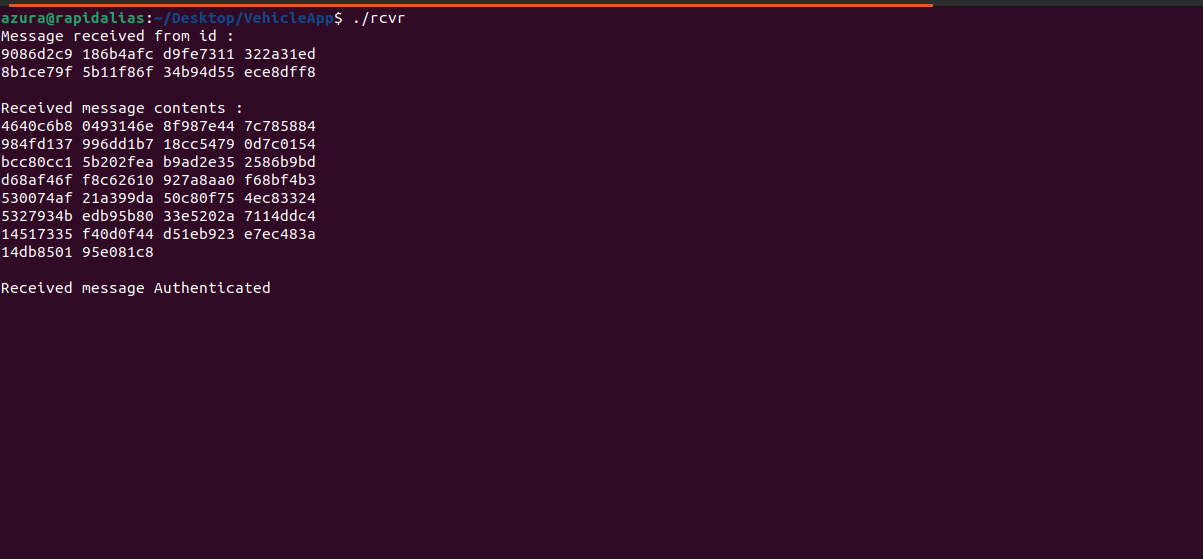 azura@rapidalias:~/Desktop/VehicleApp$ ./rcvr
Message received from id :
9086d2c9 186b4afc d9fe7311 322a31ed
8b1ce79f 5b11f86f 34b94d55 ece8dff8
Received message contents :
4640c6b8 0493146e 8f987e44 7c785884
984fd137 996dd1b7 18cc5479 0d7c0154
bcc80cc1 5b202fea b9ad2e35 2586b9bd
d68af46f f8c62610 927a8aa0 f68bf4b3
530074af 21a399da 50c80f75 4ec83324
5327934b edb95b80 33e5202a 7114ddc4
14517335 f40d0f44 d51eb923 e7ec483a
14db8501 95e081c8
Received message Authenticated